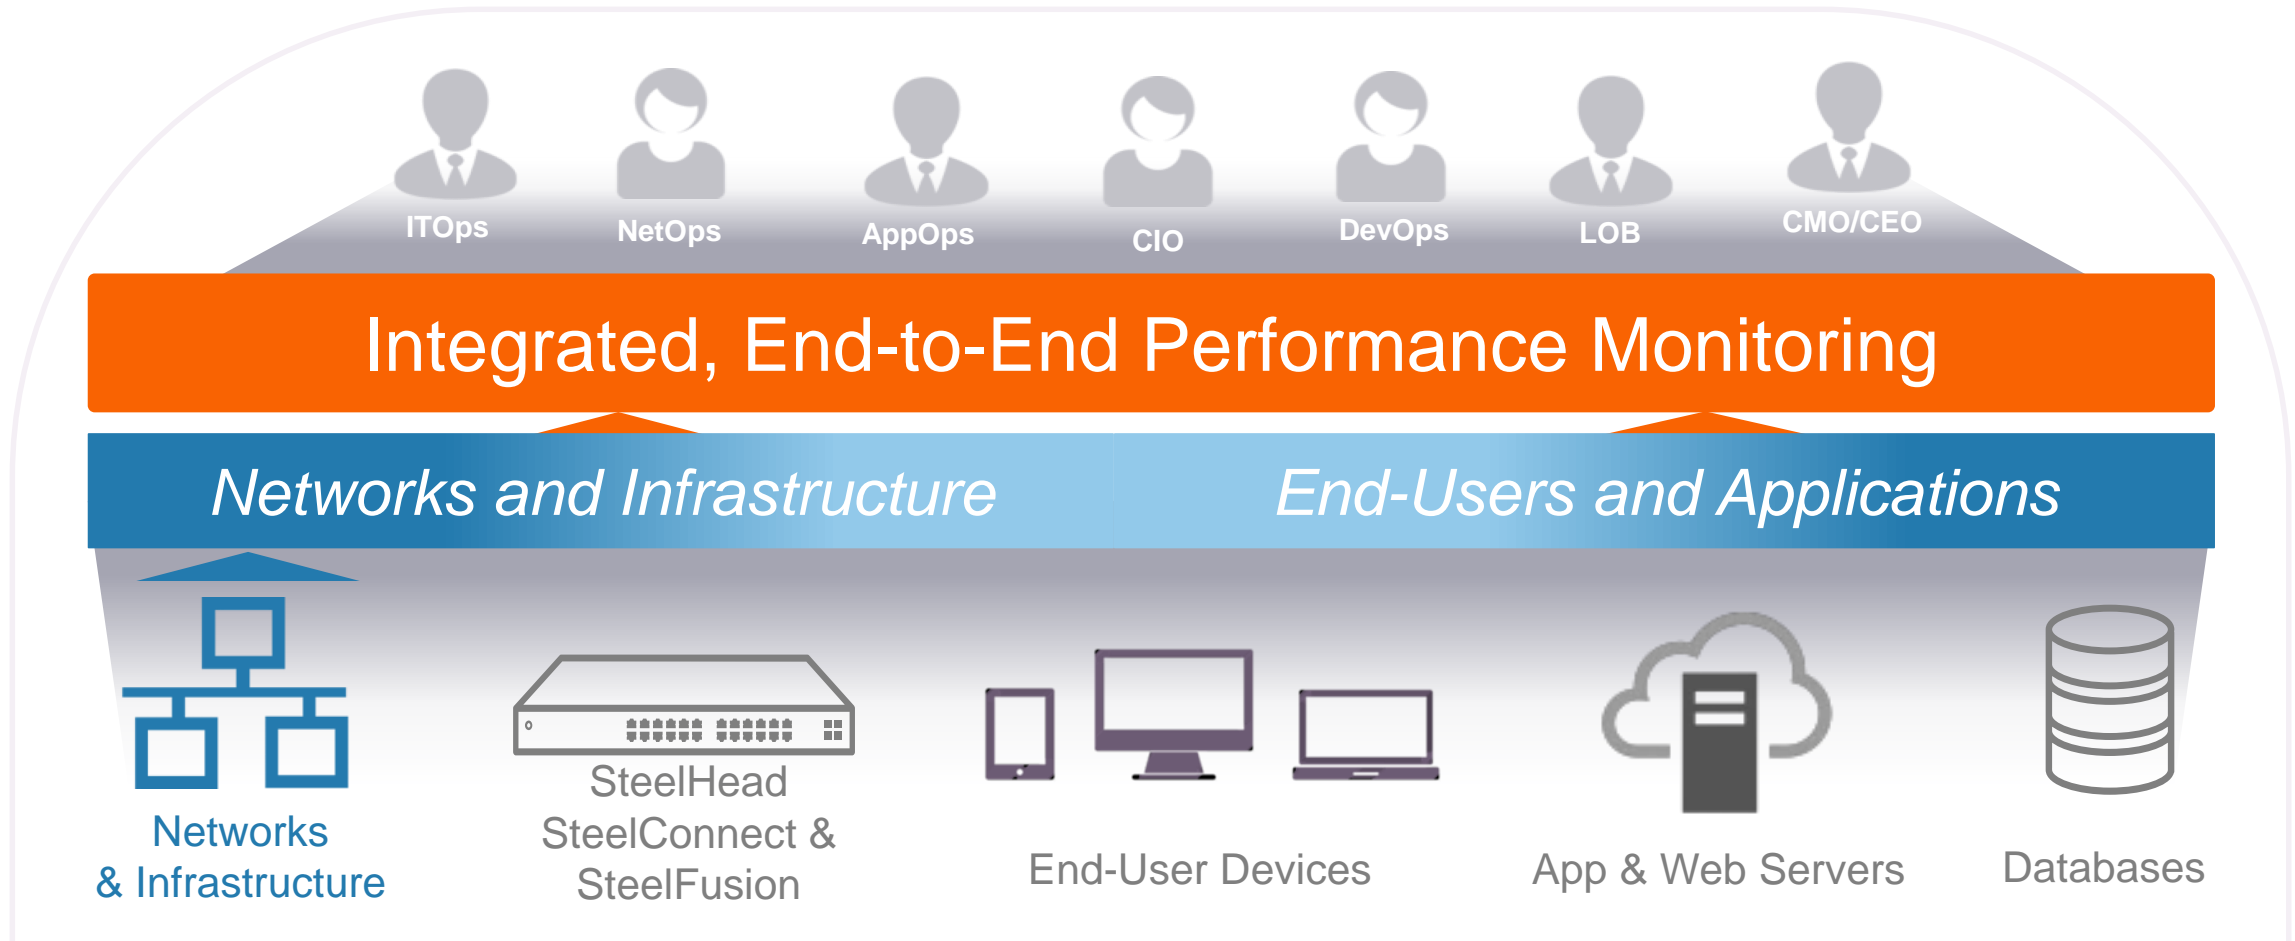 ITOps
NetOps
AppOps
CIO
DevOps
LOB
CMO/CEO
Integrated, End-to-End Performance Monitoring
Networks and Infrastructure
End-Users and Applications
Networks
& Infrastructure
SteelHead
SteelConnect &
SteelFusion
End-User Devices
App & Web Servers
Databases